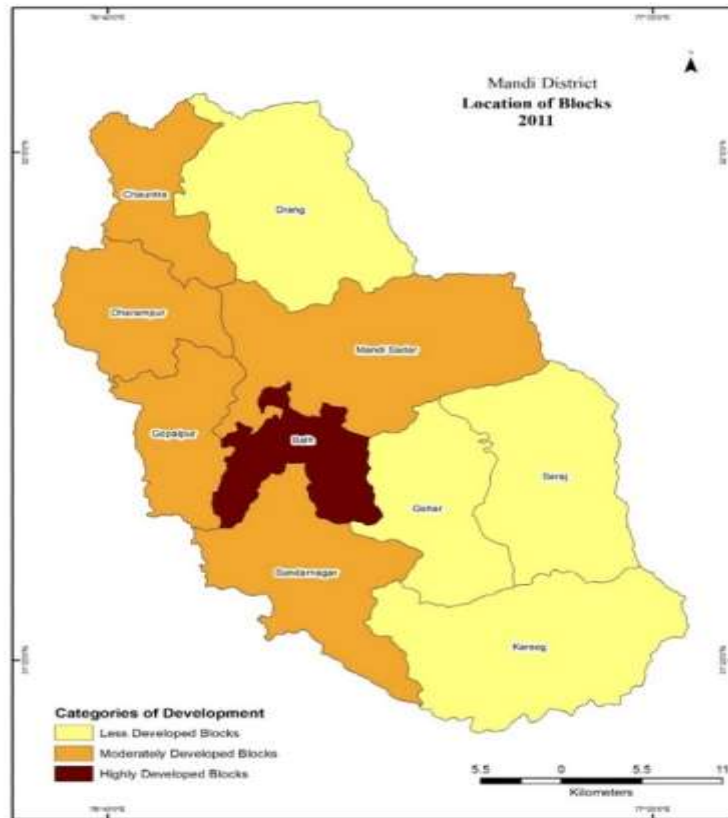 Mandi District
Location of Blocks
2011
Chauntra
Drang
Dharampur
Mandi Sadar
Gopalpur
Balh
Gohar
Seraj
Sundarnagar
Karsog
Categories of Development
Less Developed Blocks
Moderately Developed Blocks
Highly Developed Blocks
5.5 0 5.5 11
Kilometers